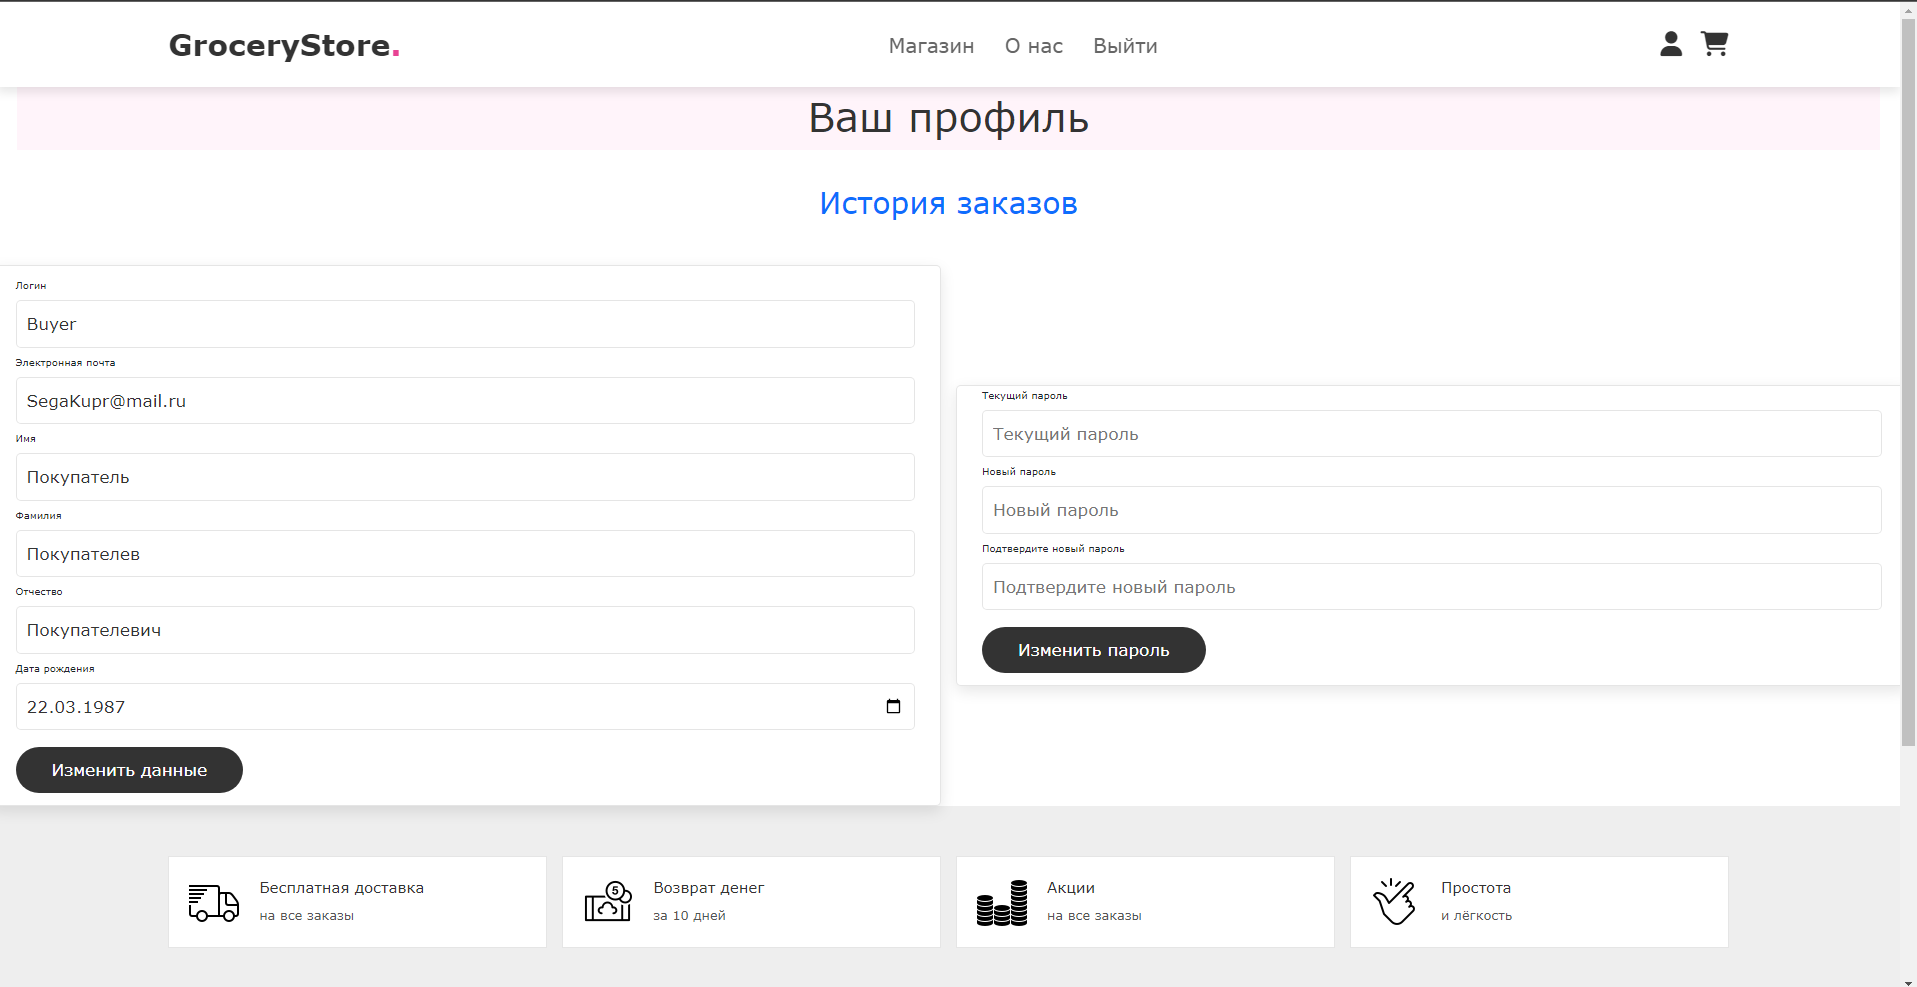 GroceryStore.
Магазин О нас Выйти
Ваш профиль
История заказов
Логин
Buyer
Электронная почта
SegaKupr@mail.ru
Имя
Покупатель
Фамилия
Покупателев
Отчество
Покупателевич
Дата рождения
22.03.1987
Изменить данные
Текущий пароль
Текущий пароль
Новый пароль
Новый пароль
Подтвердите новый пароль
Подтвердите новый пароль
Изменить пароль
Бесплатная доставка
на все заказы
5
Возврат денег
за 10 дней
Акции
на все заказы
Простота
и лёгкость